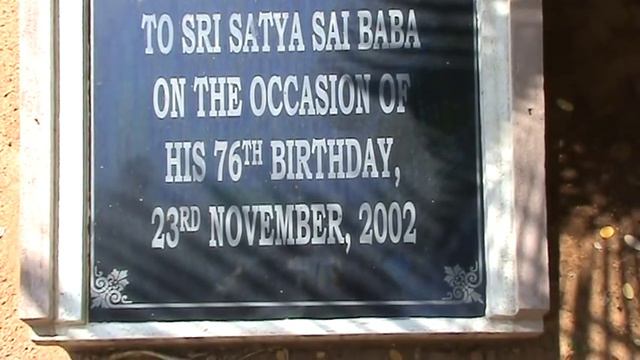 TO SRI SATYA SAI BABA
ON THE OCCASION OF
HIS 76TH BIRTHDAY,
23RD NOVEMBER, 2002